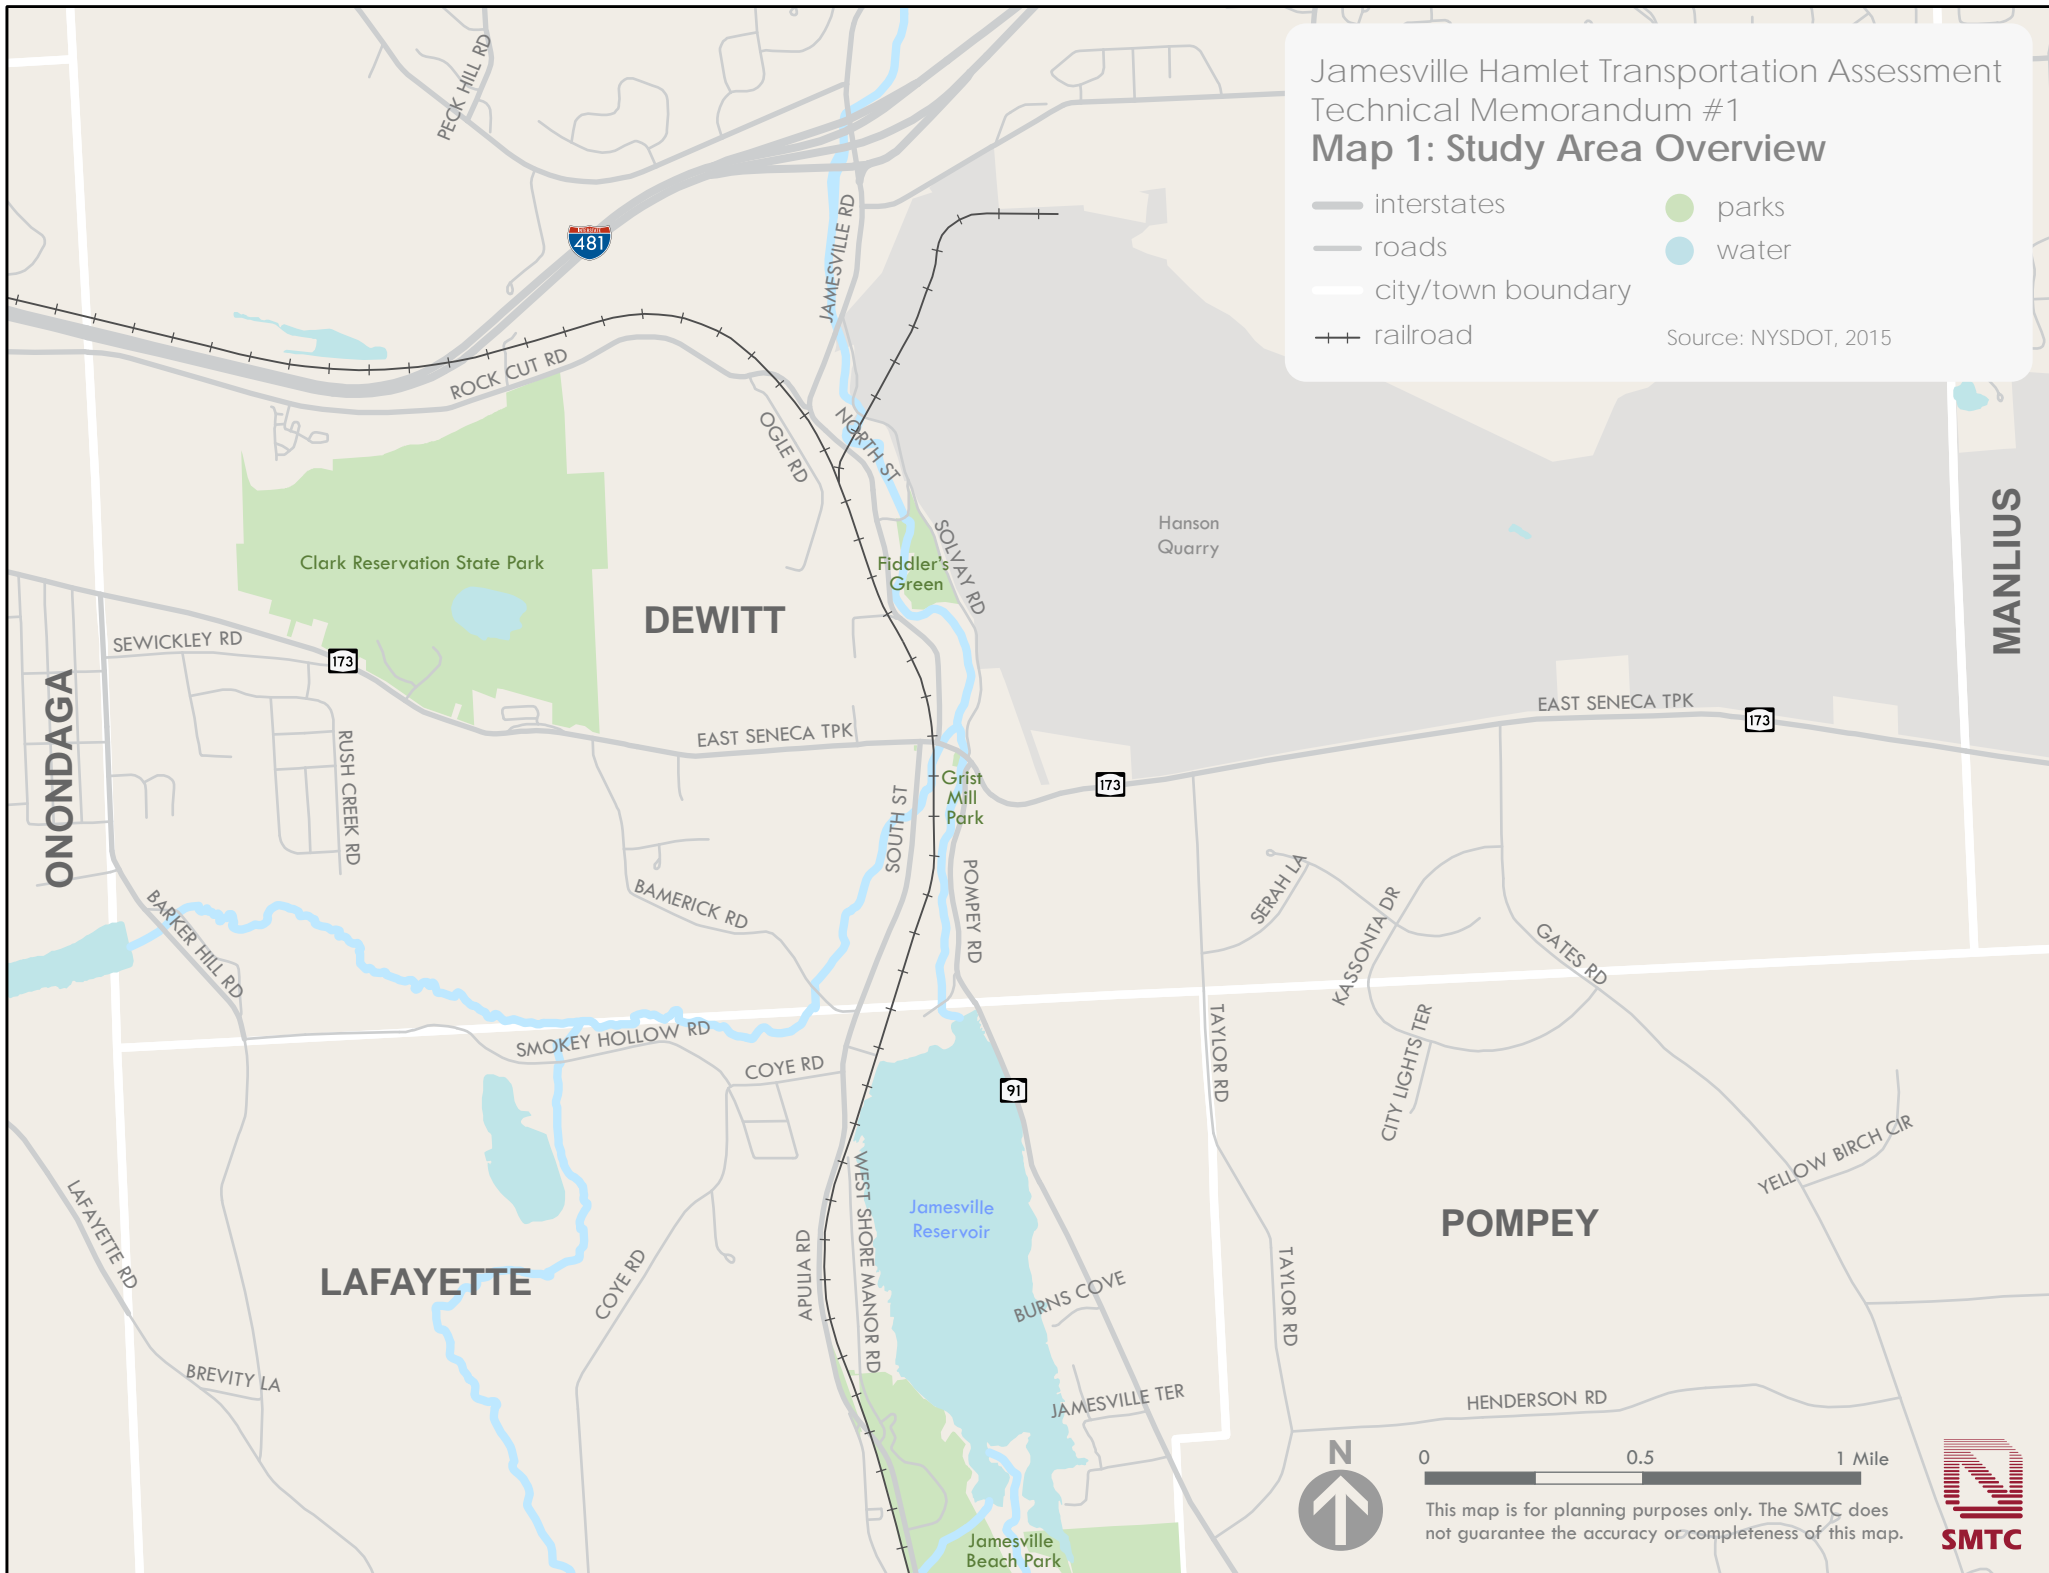 Jamesville Hamlet Transportation Assessment
Technical Memorandum #1
Map 1: Study Area Overview
interstates
roads
city/town boundary
railroad
parks
water
Source: NYSDOT, 2015
PECK HILL RD
481
JAMESVILLE RD
ROCK CUT RD
OGLE RD
NORTH ST
SOLVAY RD
Hanson
Quarry
MANLIUS
Clark Reservation State Park
Fiddler's
Green
DEWITT
SEWICKLEY RD
173
ONONDAGA
RUSH CREEK RD
EAST SENECA TPK
EAST SENECA TPK
173
173
Grist
Mill
Park
SOUTH ST
POMPEY RD
BAMERICK RD
BARKER HILL RD
SERAH LA
KASSONTA DR
GATES RD
SMOKEY HOLLOW RD
COYE RD
91
TAYLOR RD
CITY LIGHTS TER
YELLOW BIRCH CIR
LAFAYETTE RD
WEST SHORE MANOR RD
Jamesville
Reservoir
POMPEY
LAFAYETTE
COYE RD
APULIA RD
BURNS COVE
TAYLOR RD
BREVITY LA
JAMESVILLE TER
HENDERSON RD
Jamesville
Beach Park
N
0 0.5 1 Mile
This map is for planning purposes only. The SMTC does
not guarantee the accuracy or completeness of this map.
SMTC